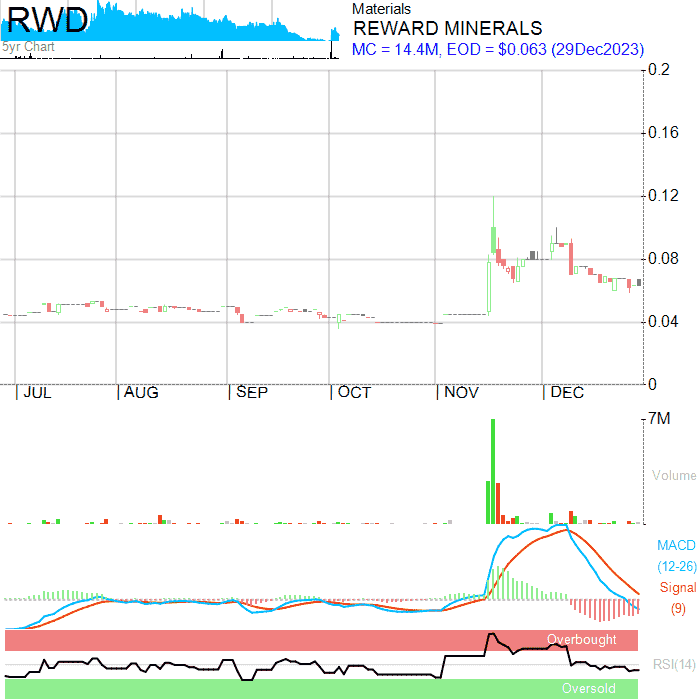 RWD
5yr Chart
Materials
REWARD MINERALS
MC = 14.4M, EOD = $0.063 (29Dec2023)
0.2
0.16
0.12
0.08
0.04
0
JUL AUG SEP OCT NOV DEC
7M
Volume
MACD
(12-26)
Signal
(9)
Overbought
RSI(14)
Oversold